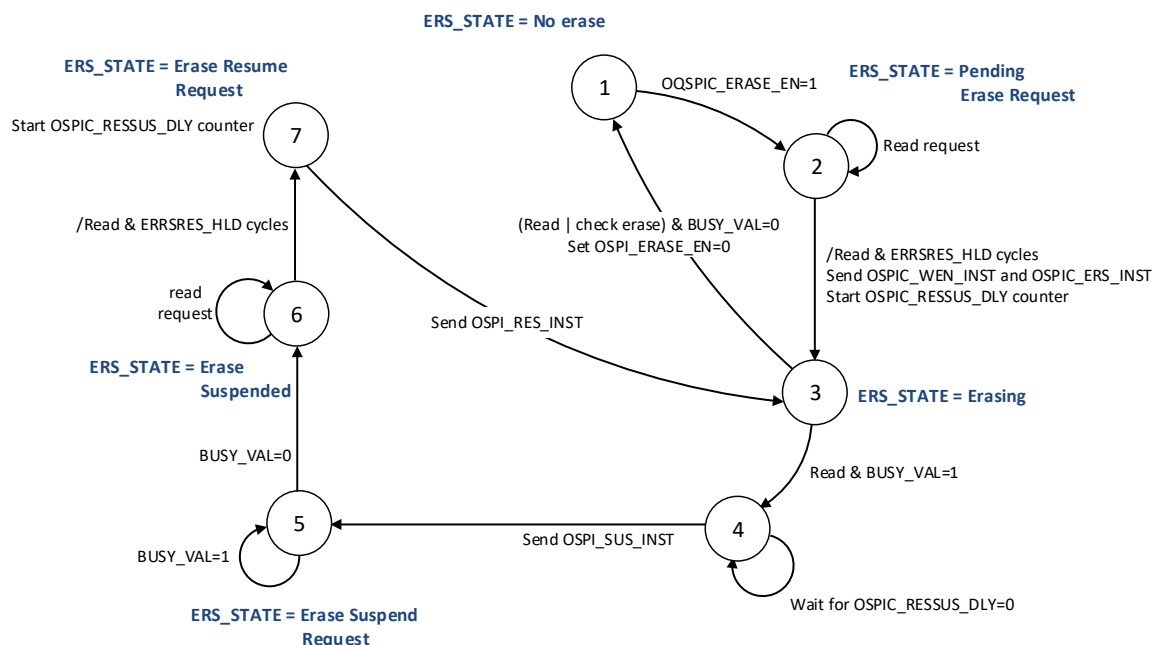 ERS_STATE = No erase
ERS_STATE = Erase Resume
Request
Start OSPIC_RESSUS_DLY counter
7
1
OQSPIC_ERASE_EN=1
ERS_STATE = Pending
Erase Request
2
Read request
/Read & ERRSRES_HLD cycles
(Read | check erase) & BUSY_VAL=0
Set OSPI_ERASE_EN=0
/Read & ERRSRES_HLD cycles
Send OSPIC_WEN_INST and OSPIC_ERS_INST
Start OSPIC_RESSUS_DLY counter
read
request
6
Send OSPI_RES_INST
ERS_STATE = Erase
Suspended
3
ERS_STATE = Erasing
BUSY_VAL=0
Read & BUSY_VAL=1
5
4
Send OSPI_SUS_INST
BUSY_VAL=1
Wait for OSPIC_RESSUS_DLY=0
ERS_STATE = Erase Suspend
Request